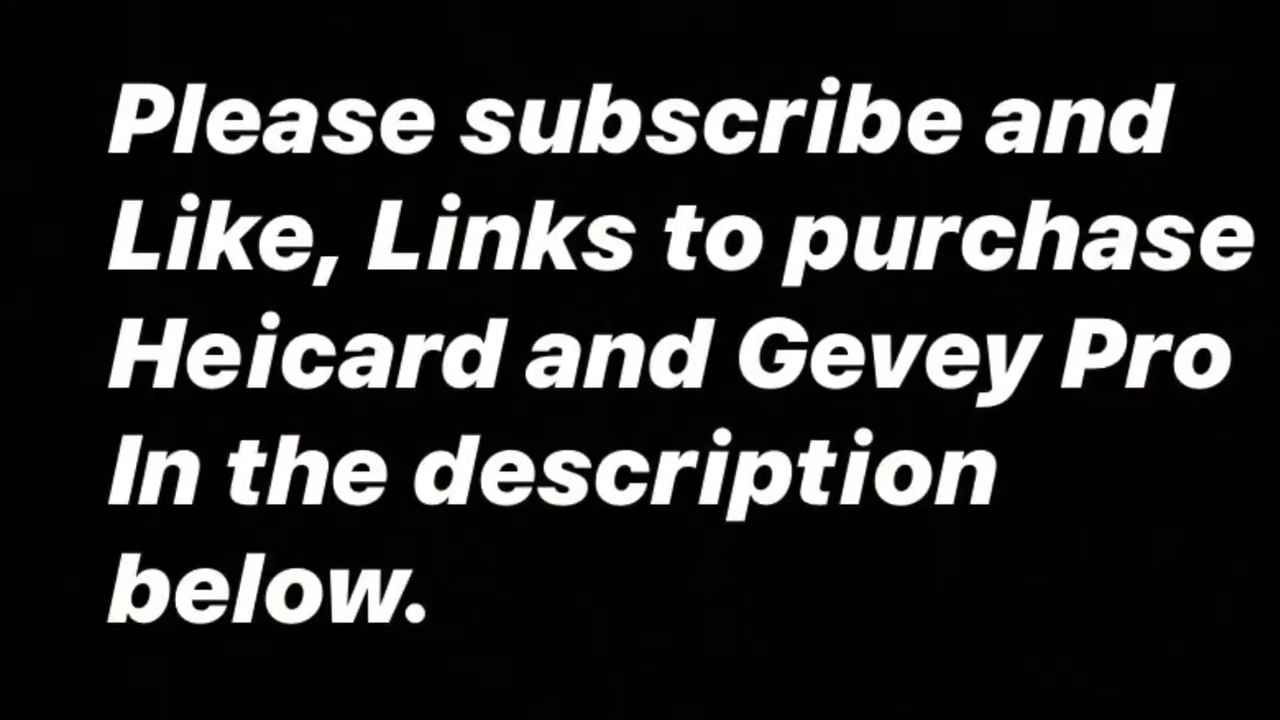 Please subscribe and
Like, Links to purchase
Heicard and Gevey Pro
In the description
below.